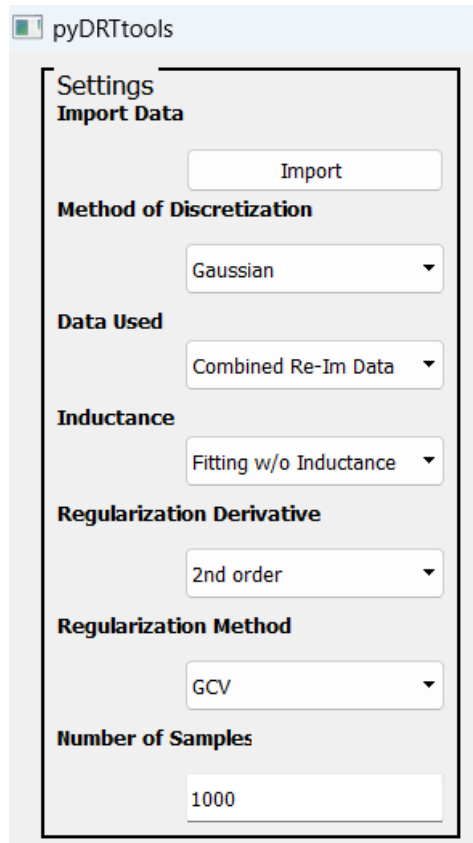 pyDRTtools
Settings
Import Data
Import
Method of Discretization
Gaussian
Data Used
Combined Re-Im Data
Inductance
Fitting w/o Inductance
Regularization Derivative
2nd order
Regularization Method
GCV
Number of Samples
1000